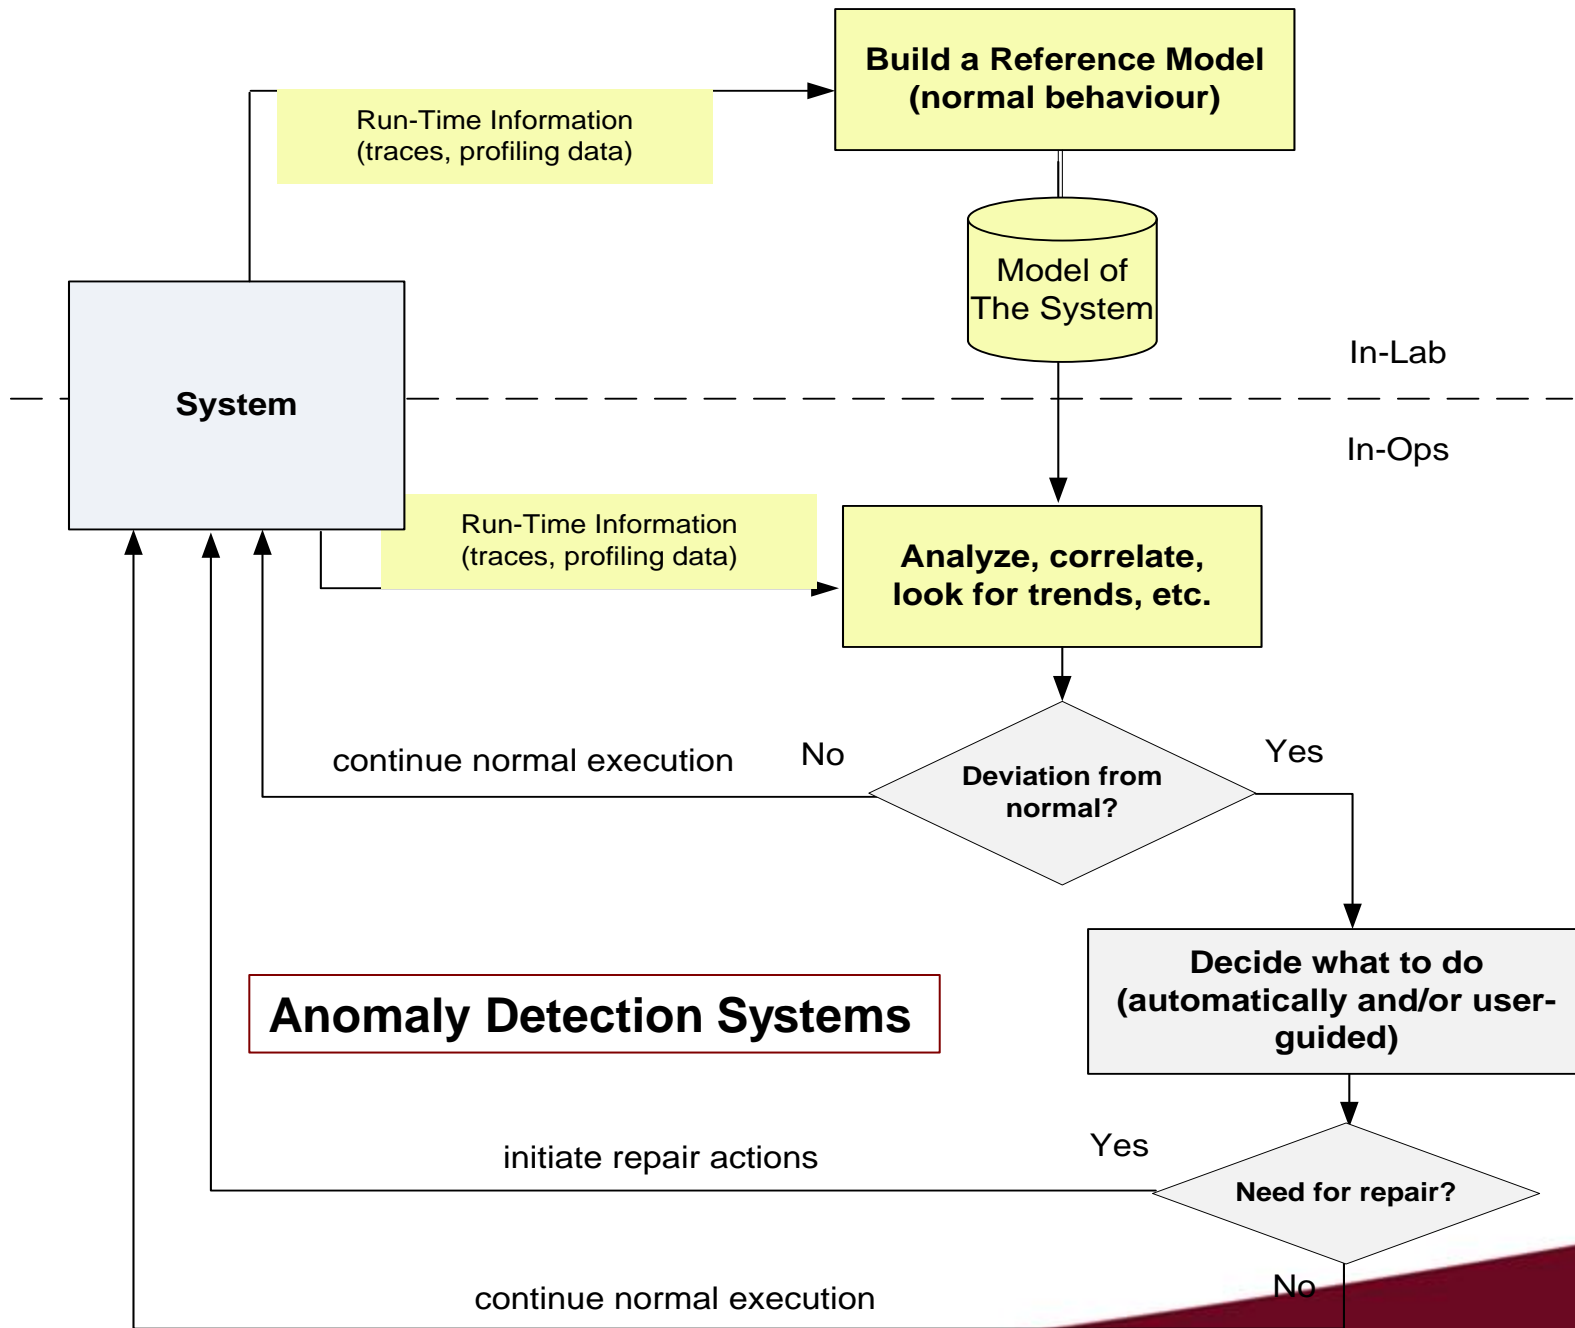 Build a Reference Model
(normal behaviour)
Run-Time Information
(traces, profiling data)
Model of
The System
In-Lab
System
In-Ops
Run-Time Information
(traces, profiling data)
Analyze, correlate,
look for trends, etc.
continue normal execution
No
Yes
Deviation from
normal?
Decide what to do
(automatically and/or user-
guided)
Anomaly Detection Systems
initiate repair actions
Yes
Need for repair?
No
continue normal execution